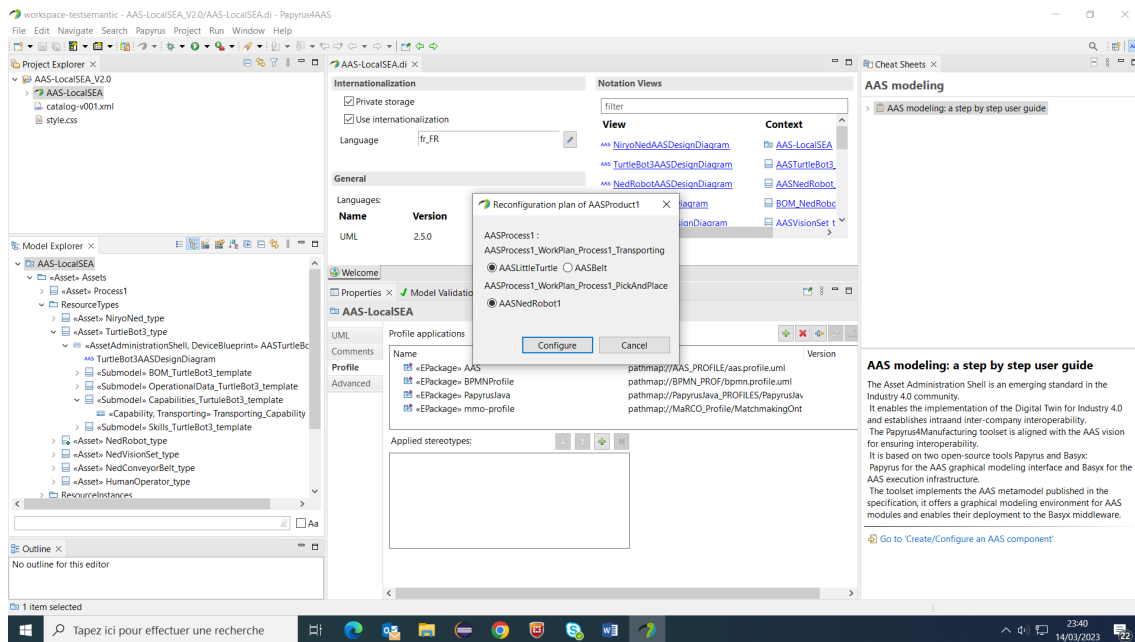 workspace-testsemantic - AAS-LocalSEA_V2.0/AAS-LocalSEA.di - Papyrus4AAS
File Edit Navigate Search Papyrus Project Run Window Help
Project Explorer
AAS-LocalSEA_V2.0
AAS-LocalSEA
catalog-v001.xml
style.css
Model Explorer
AAS-LocalSEA
«Asset» Assets
«Asset» Process1
ResourceTypes
«Asset» NiryoNed_type
«Asset» TurtleBot3_type
«AssetAdministrationShell, DeviceBlueprint» AASTurtleBc
AAS TurtleBot3AASDesignDiagram
«Submodel» BOM_TurtleBot3_template
«Submodel» OperationalData_TurtleBot3_template
«Submodel» Capabilities_TurtuleBot3_template
«Capability, Transporting» Transporting_Capability
«Submodel» Skills_TurtleBot3_template
«Asset» NedRobot_type
«Asset» NedVisionSet_type
«Asset» NedConveyorBelt_type
«Asset» HumanOperator_type
ResourceInstances
Aa
Outline
No outline for this editor
1 item selected
AAS-LocalSEA.di
Internationalization
Private storage
Use internationalization
Language fr_FR
General
Languages:
Name Version
UML 2.5.0
Welcome
Notation Views
filter
View Context
AAS NiryoNedAASDesignDiagram AAS-LocalSEA
AAS TurtleBot3AASDesignDiagram AASTurtleBot3_
AAS NedRobotAASDesignDiagram AASNedRobot_
iagram BOM_NedRobc
ignDiagram AASVisionSet_t
Reconfiguration plan of AASProduct1
AASProcess1 :
AASProcess1_WorkPlan_Process1_Transporting
AASLittleTurtle AASBelt
AASProcess1_WorkPlan_Process1_PickAndPlace
AASNedRobot1
Configure Cancel
Properties Model Validatio
AAS-LocalSEA
UML
Comments
Profile
Advanced
Profile applications
Name Version
«EPackage» AAS pathmap://AAS_PROFILE/aas.profile.uml
«EPackage» BPMNProfile pathmap://BPMN_PROF/bpmn.profile.uml
«EPackage» PapyrusJava pathmap://PapyrusJava_PROFILES/PapyrusJav
«EPackage» mmo-profile pathmap://MaRCO_Profile/MatchmakingOnt
Applied stereotypes:
Cheat Sheets
AAS modeling
AAS modeling: a step by step user guide
AAS modeling: a step by step user guide
The Asset Administration Shell is an emerging standard in the
Industry 4.0 community.
It enables the implementation of the Digital Twin for Industry 4.0
and establishes intraand inter-company interoperability.
The Papyrus4Manufacturing toolset is aligned with the AAS vision
for ensuring interoperability.
It is based on two open-source tools Papyrus and Basyx:
Papyrus for the AAS graphical modeling interface and Basyx for the
AAS execution infrastructure.
The toolset implements the AAS metamodel published in the
specification, it offers a graphical modeling environment for AAS
modules and enables their deployment to the Basyx middleware.
Go to 'Create/Configure an AAS component'
Tapez ici pour effectuer une recherche
23:40
14/03/2023
22